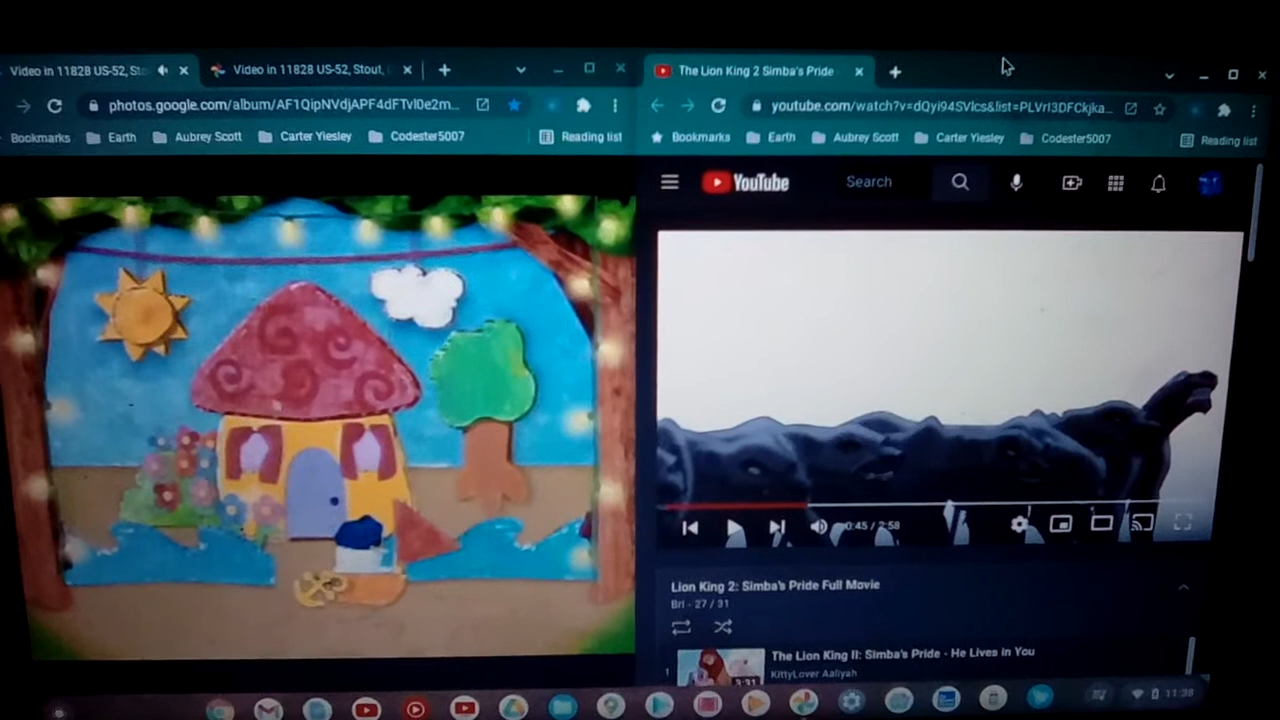 Video in 11828 US-52, Sto
Video in 11828 US-52, Stout,
photos.google.com/album/AF1QipNVdjAPF4dFTvl0e2m...
Bookmarks Earth Aubrey Scott Carter Yiesley Codester5007 Reading list
The Lion King 2 Simba's Pride
youtube.com/watch?v=dQyi94SVlcs&list=PLVrI3DFCkjka...
Bookmarks Earth Aubrey Scott Carter Yiesley Codester5007 Reading list
YouTube
Search
0:45 / 2:58
Lion King 2: Simba's Pride Full Movie
Bri - 27 / 31
1
The Lion King II: Simba's Pride - He Lives in You
KittyLover Aaliyah
3:31
11:38